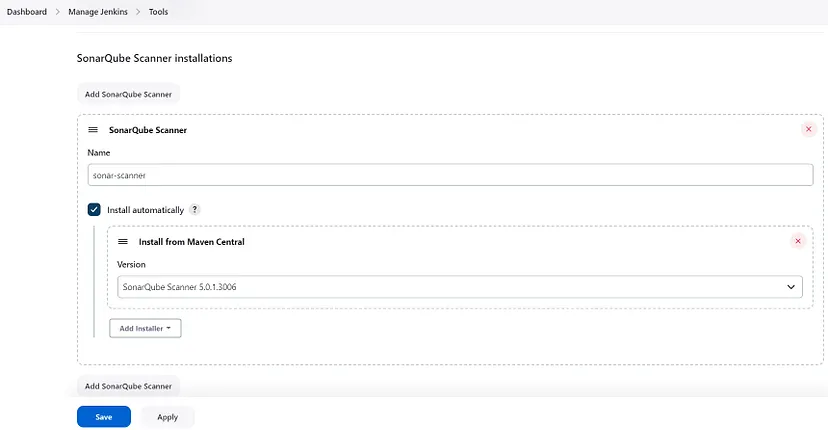 Dashboard > Manage Jenkins > Tools
SonarQube Scanner installations
Add SonarQube Scanner
SonarQube Scanner
Name
sonar-scanner
Install automatically ?
Install from Maven Central
Version
SonarQube Scanner 5.0.1.3006
Add Installer
Add SonarQube Scanner
Save Apply